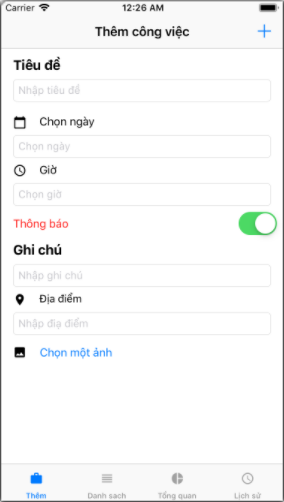 Carrier 12:26 AM
Thêm công việc
Tiêu đề
Nhập tiêu đề
Chọn ngày
Chọn ngày
Giờ
Chọn giờ
Thông báo
Ghi chú
Nhập ghi chú
Địa điểm
Nhập địa điểm
Chọn một ảnh
Thêm Danh sach Tổng quan Lịch sử